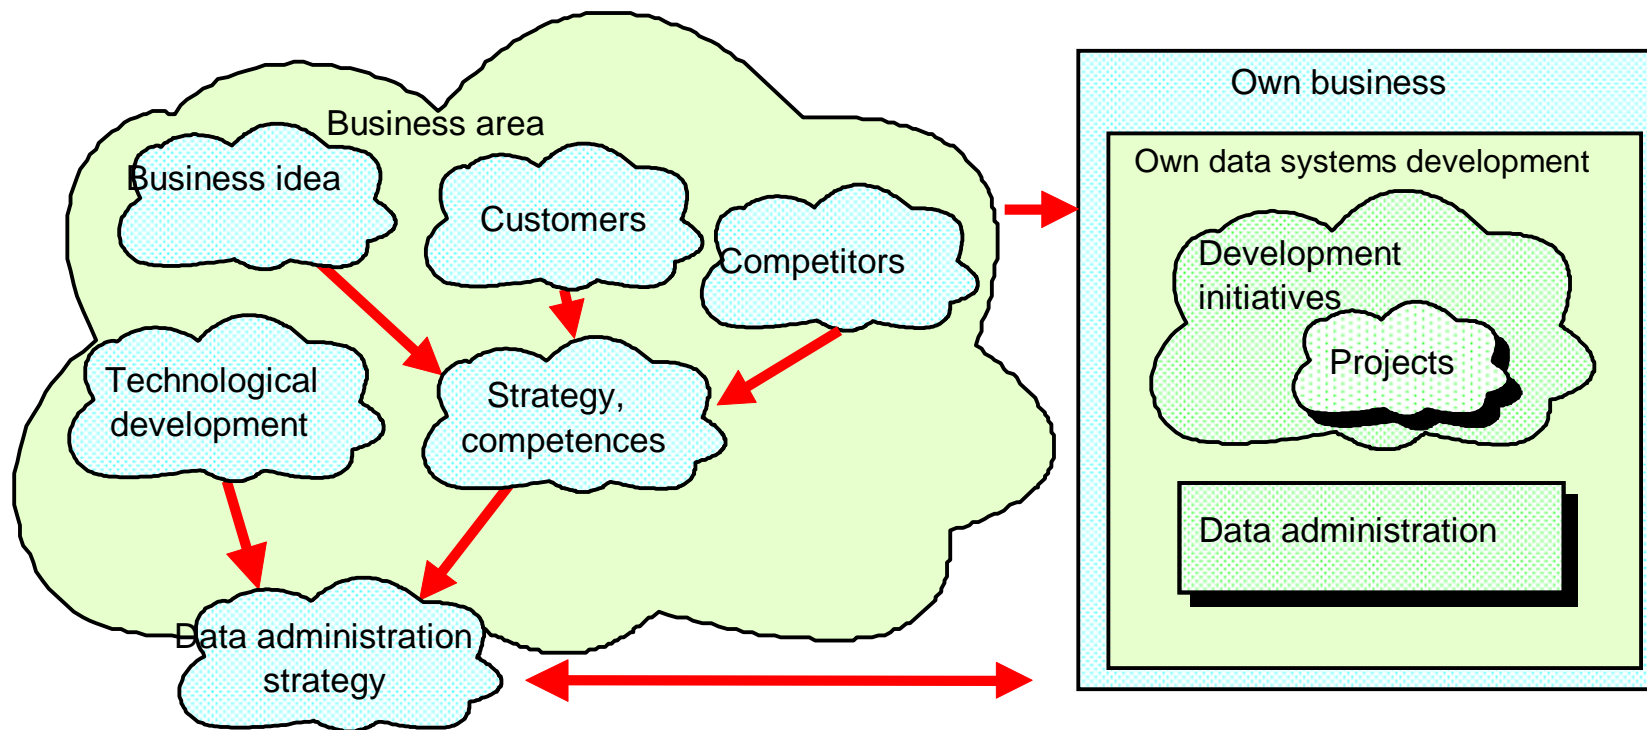 Business area
Business idea
Customers
Competitors
Technological
development
Strategy,
competences
Data administration
strategy
Own business
Own data systems development
Development
initiatives
Projects
Data administration